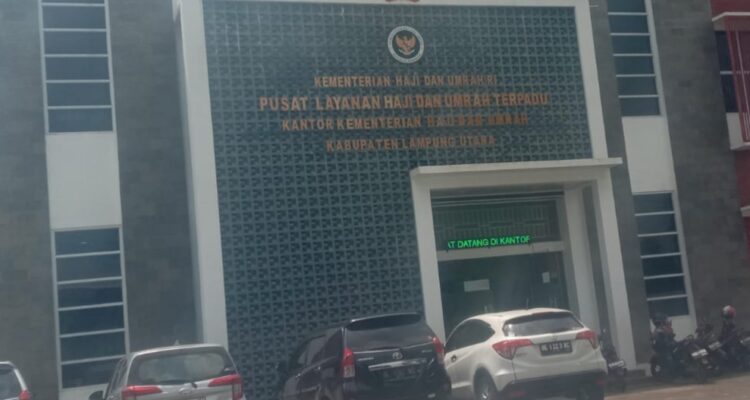 KEMENTERIAN HAJI DAN UMRAH RI
PUSAT LAYANAN HAJI DAN UMRAH TERPADU
KANTOR KEMENTERIAN HAJI DAN UMRAH
KABUPATEN LAMPUNG UTARA
AT DATANG DI KANTOF